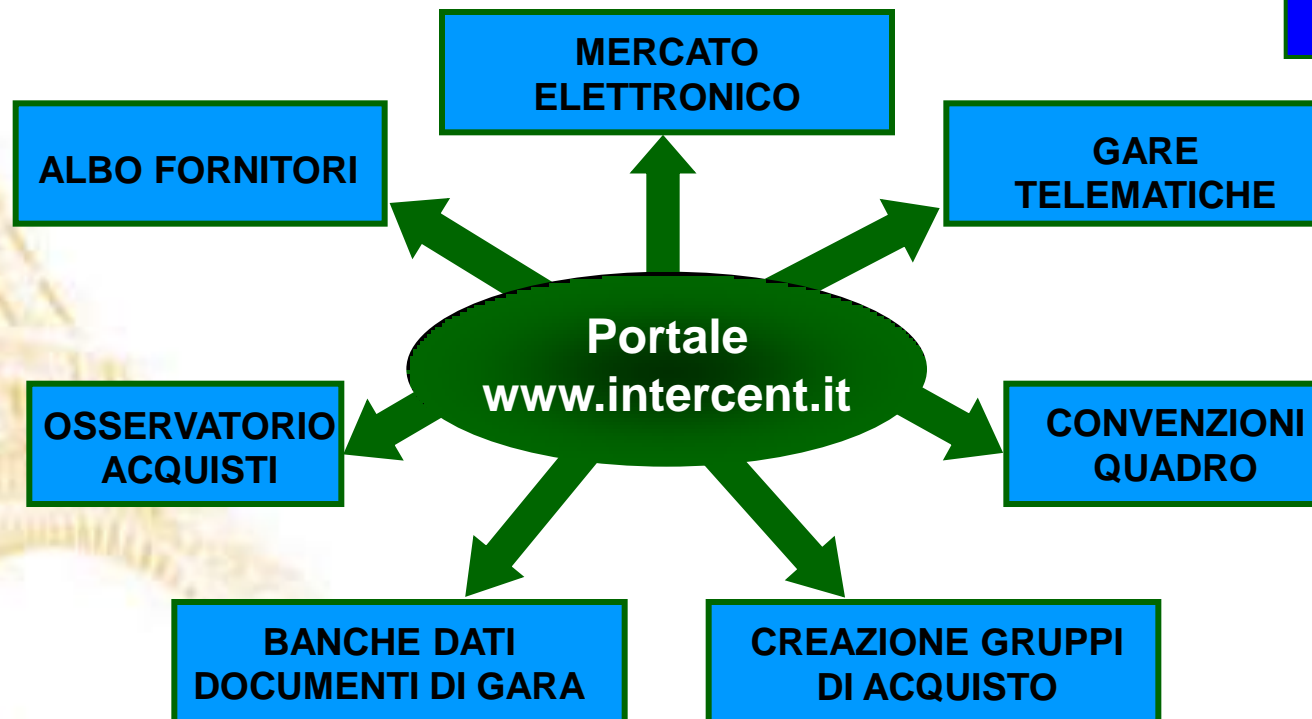 MERCATO
ELETTRONICO
ALBO FORNITORI
GARE
TELEMATICHE
Portale
www.intercent.it
OSSERVATORIO
ACQUISTI
CONVENZIONI
QUADRO
BANCHE DATI
DOCUMENTI DI GARA
CREAZIONE GRUPPI
DI ACQUISTO